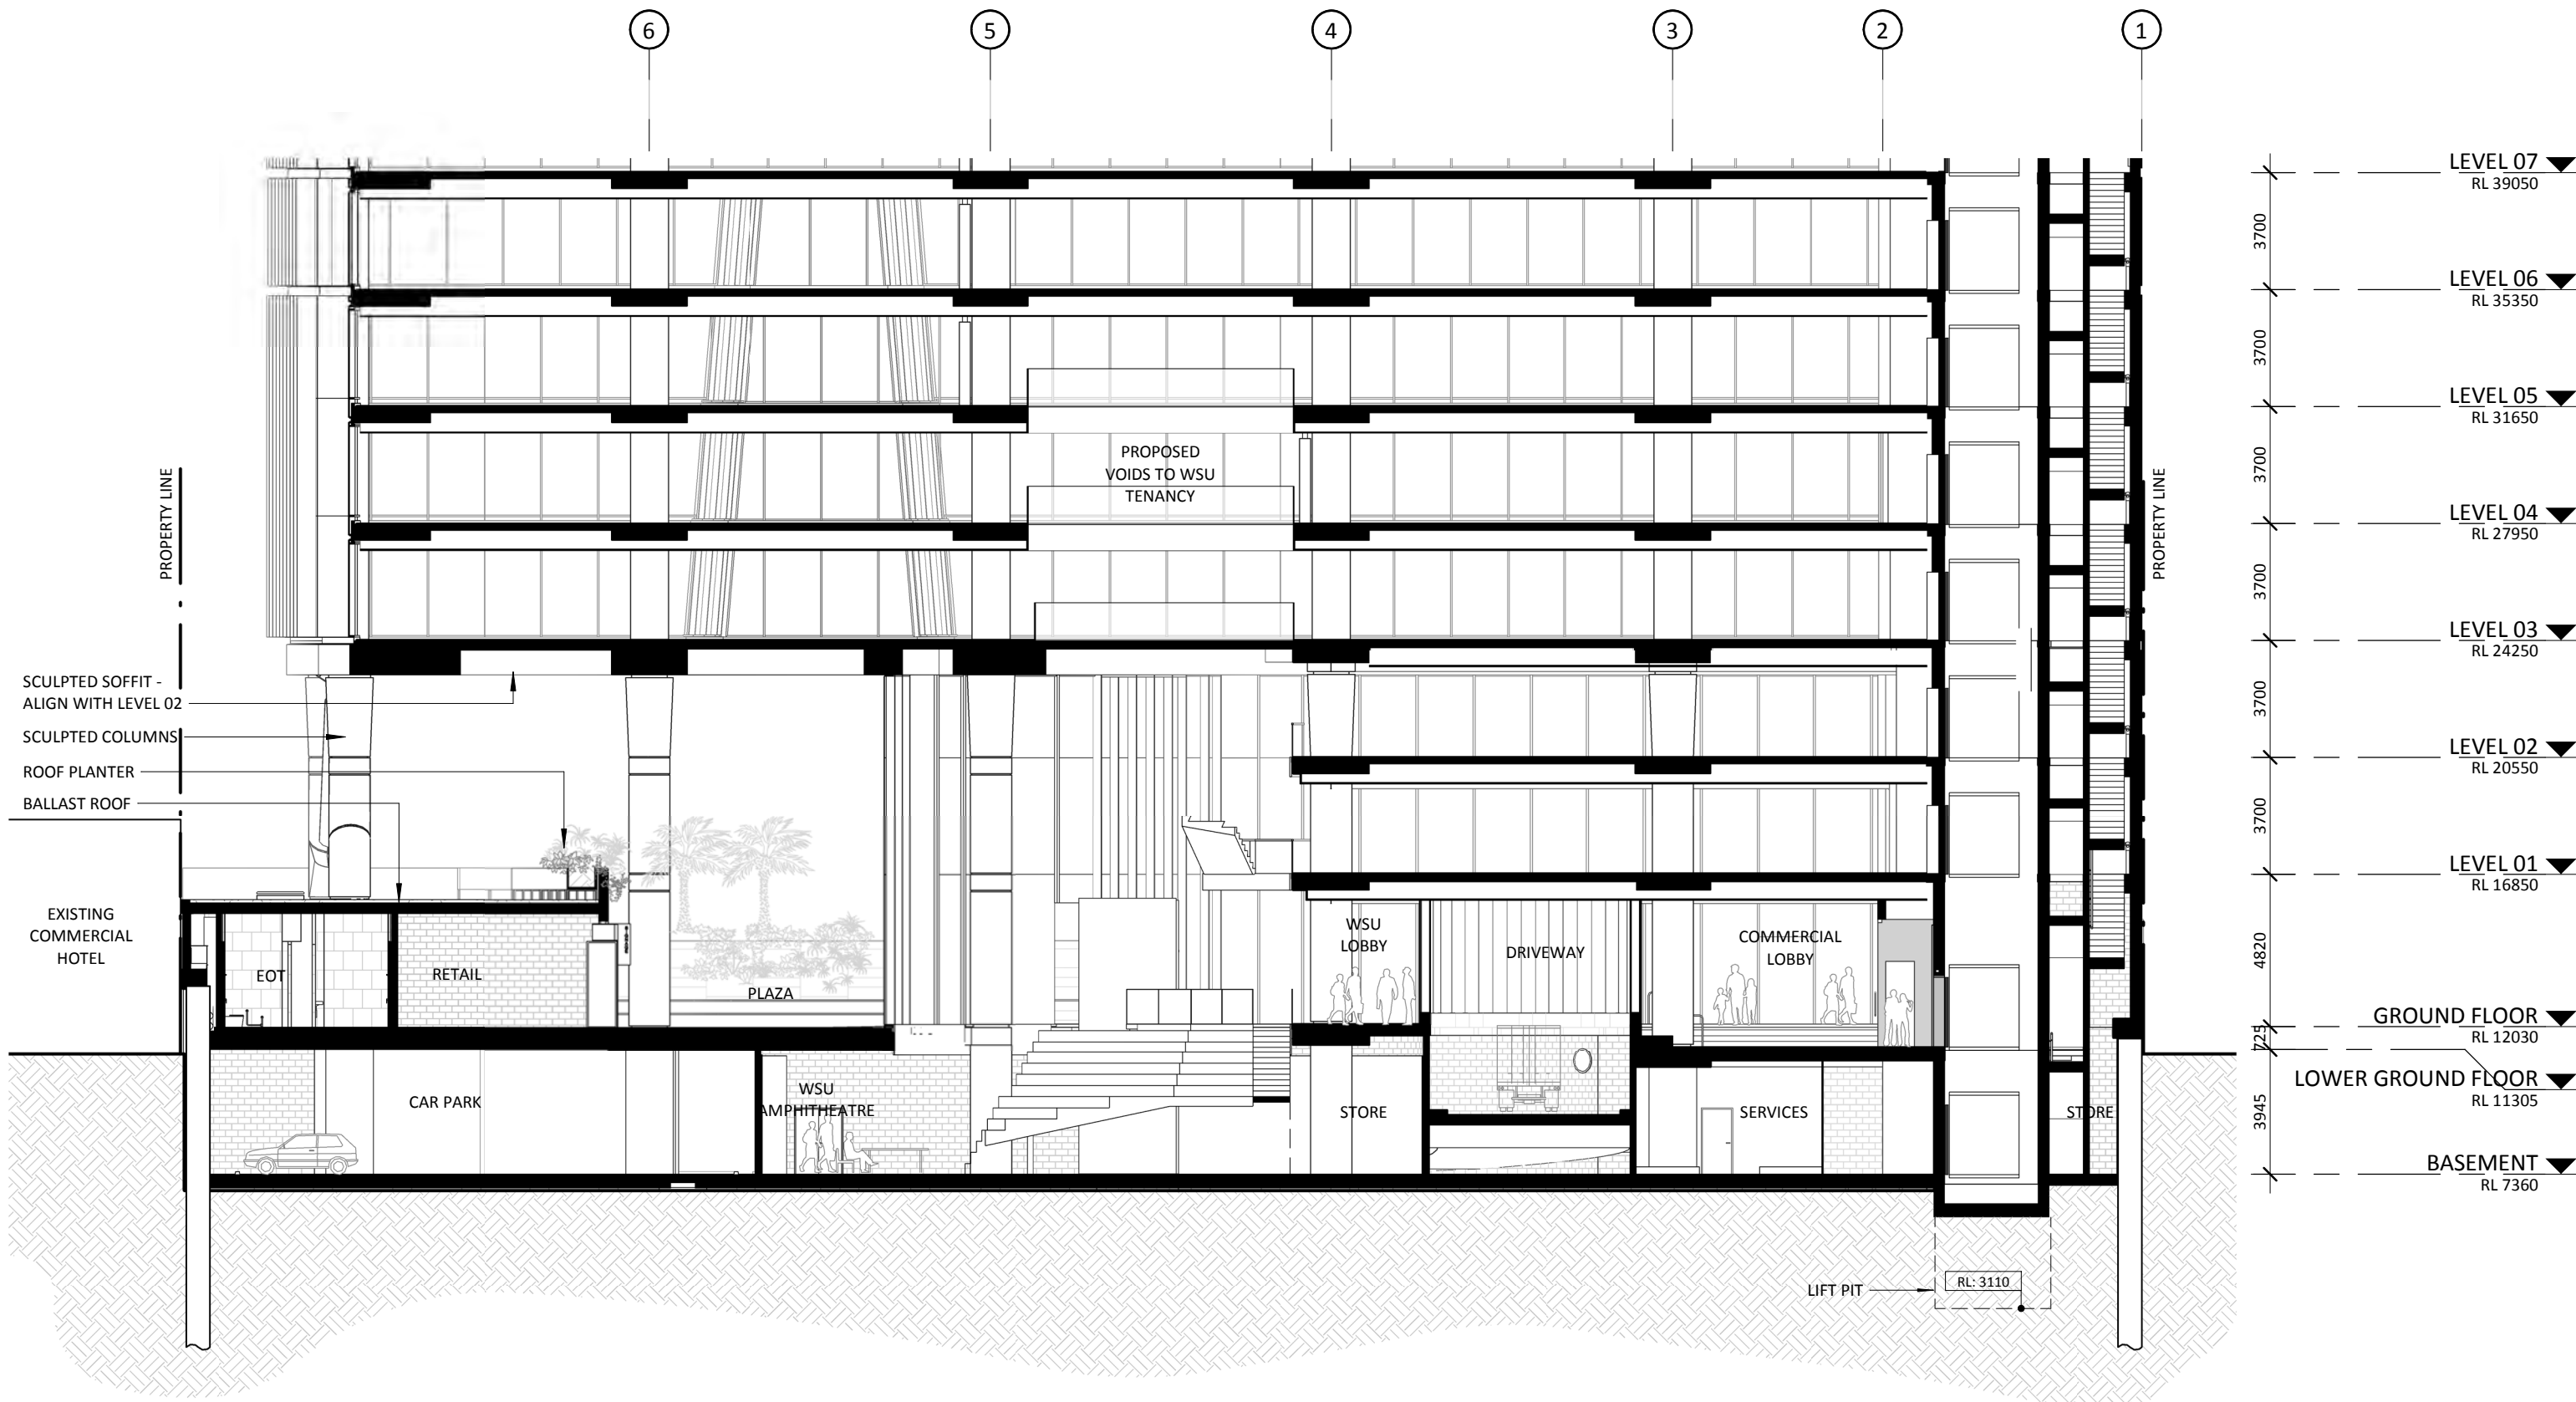 6
5
4
3
2
1
LEVEL 07
RL 39050
3700
LEVEL 06
RL 35350
3700
LEVEL 05
RL 31650
3700
LEVEL 04
RL 27950
3700
LEVEL 03
RL 24250
3700
LEVEL 02
RL 20550
3700
LEVEL 01
RL 16850
4820
GROUND FLOOR
RL 12030
725
LOWER GROUND FLOOR
RL 11305
3945
BASEMENT
RL 7360
PROPERTY LINE
PROPERTY LINE
PROPOSED
VOIDS TO WSU
TENANCY
SCULPTED SOFFIT -
ALIGN WITH LEVEL 02
SCULPTED COLUMNS
ROOF PLANTER
BALLAST ROOF
EXISTING
COMMERCIAL
HOTEL
EOT
RETAIL
PLAZA
WSU
LOBBY
DRIVEWAY
COMMERCIAL
LOBBY
CAR PARK
WSU
AMPHITHEATRE
STORE
SERVICES
STORE
LIFT PIT
RL: 3110